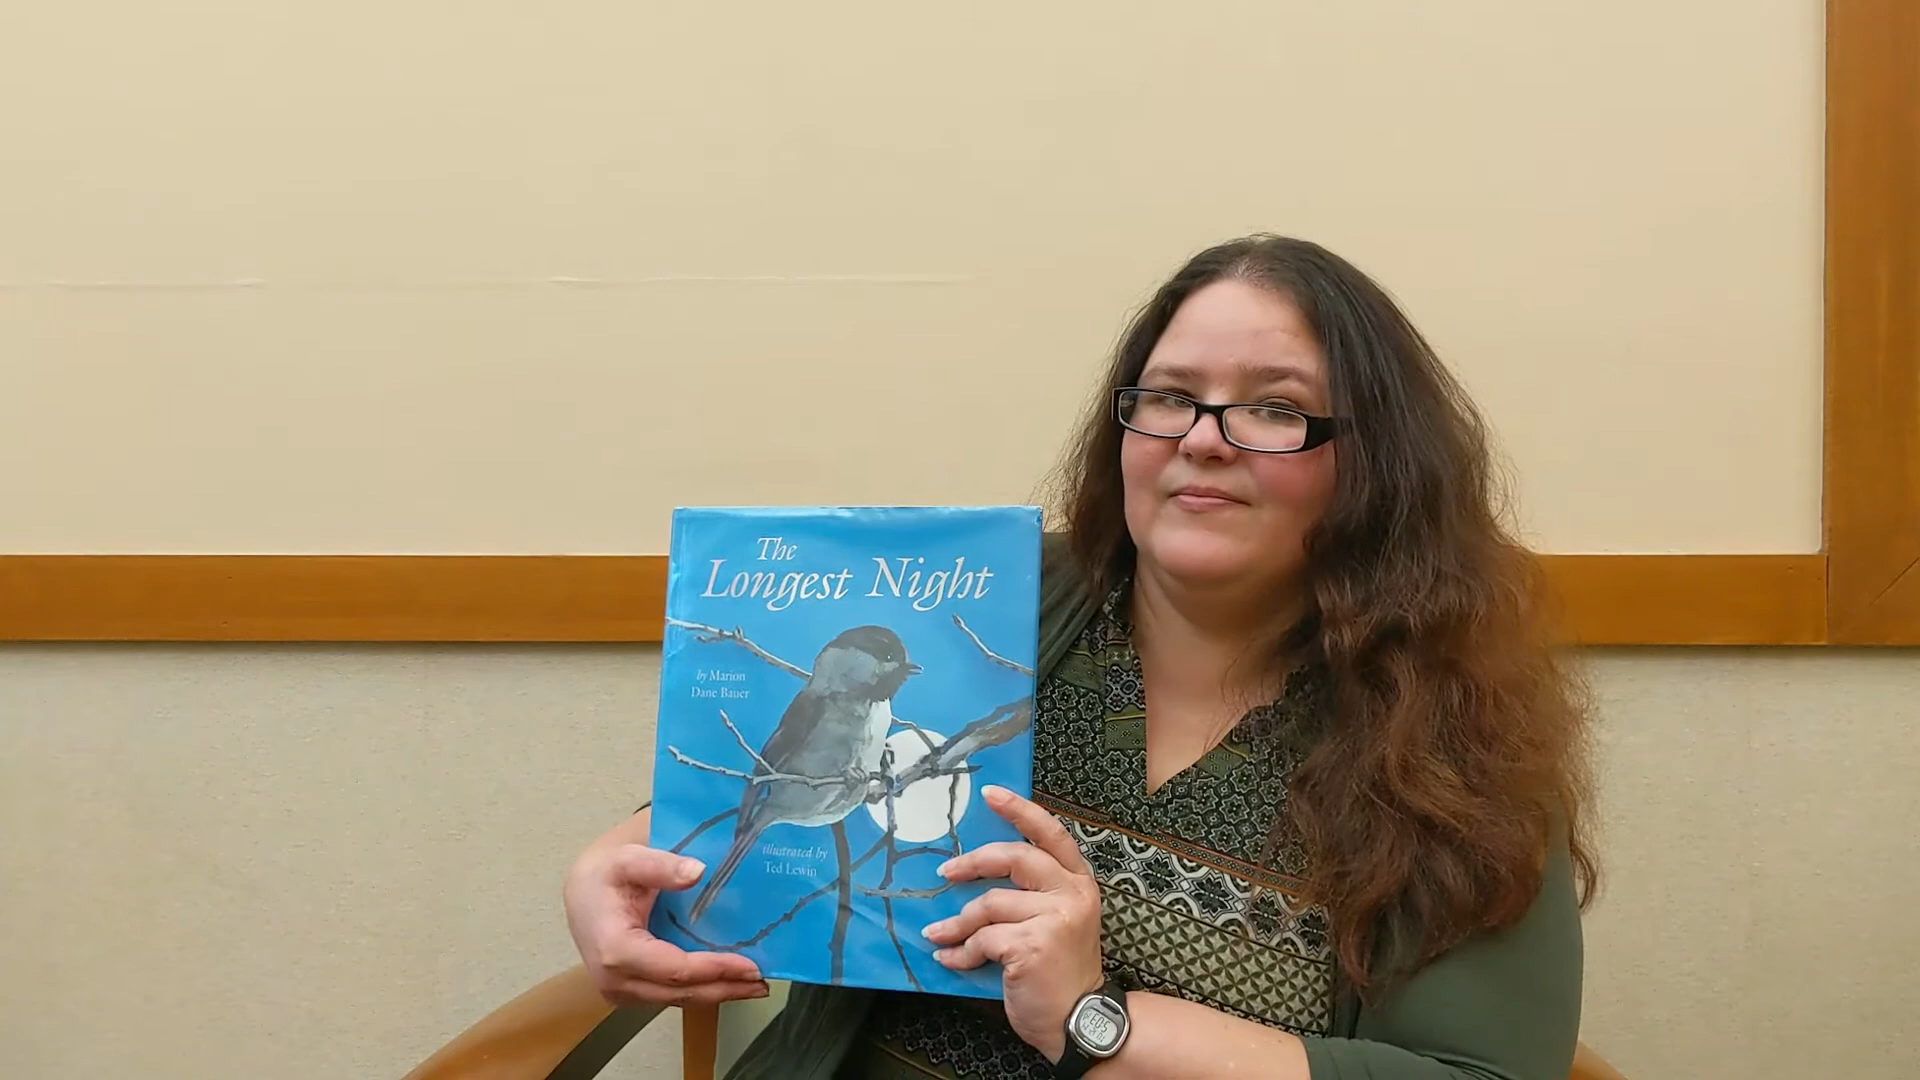 The
Longest Night
by Marion
Dane Bauer
illustrated by
Ted Lewin